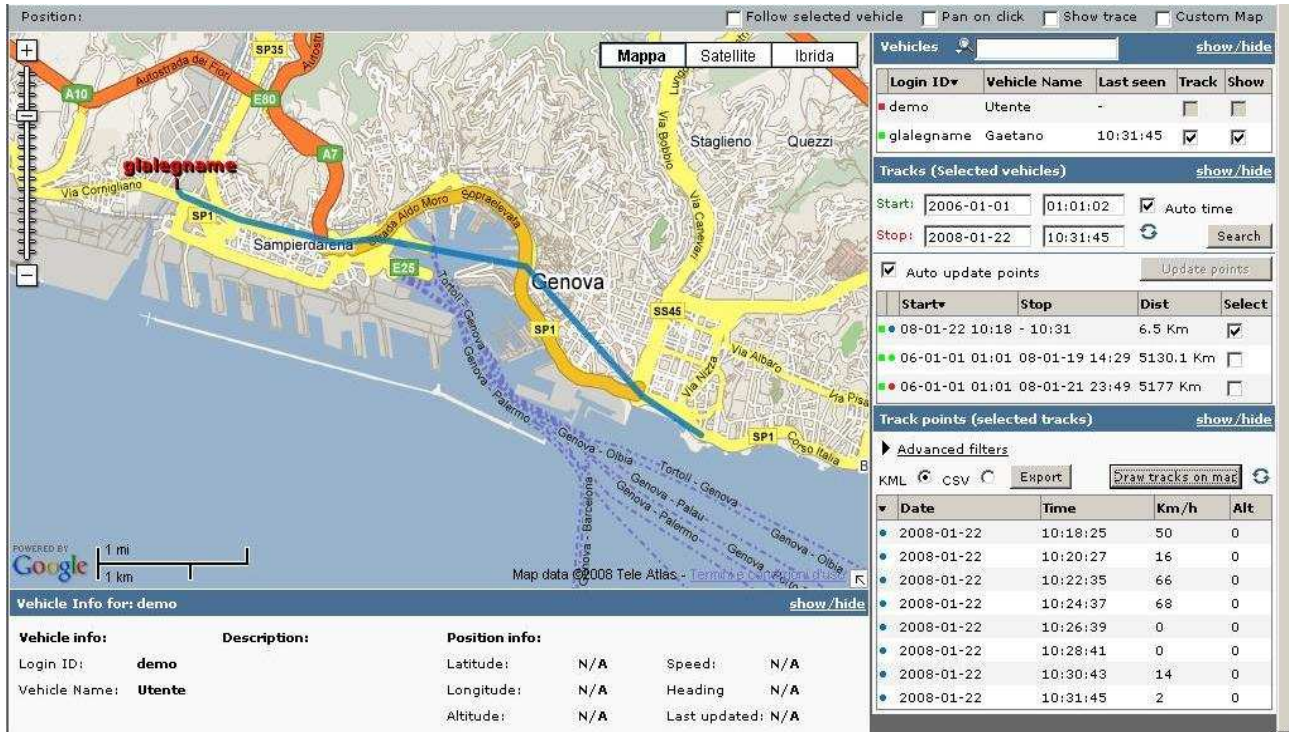 Position:
Follow selected vehicle
Pan on click
Show trace
Custom Map
Mappa
Satellite
Ibrida
SP35
Autostrada dei Fiori
A10
E80
A7
glalegname
Via Cornigliano
SP1
Sampierdarena
Strada Aldo Moro
Sopraelevata
E25
Genova
SP1
SS45
Via Bobbio
Staglieno
Quezzi
Via Canevari
Via Albaro
Via Nizza
Via Pisa
SP1
Corso Italia
Tortoli - Genova
Genova - Palermo
Genova - Olbia
Tortoli - Genova
Genova - Palau
Genova - Palermo
Genova - Barcelona
Genova - Olbia
POWERED BY
Google
1 mi
1 km
Map data ©2008 Tele Atlas -
Vehicle Info for: demo show/hide
Vehicle info: Description: Position info:
Login ID: demo Latitude: N/A Speed: N/A
Vehicle Name: Utente Longitude: N/A Heading N/A
Altitude: N/A Last updated: N/A
Vehicles show/hide
Login ID▾ Vehicle Name Last seen Track Show
demo Utente -
glalegname Gaetano 10:31:45
Tracks (Selected vehicles) show/hide
Start: 2006-01-01 01:01:02 Auto time
Stop: 2008-01-22 10:31:45 Search
Auto update points Update points
Start▾ Stop Dist Select
08-01-22 10:18 - 10:31 6.5 Km
06-01-01 01:01 08-01-19 14:29 5130.1 Km
06-01-01 01:01 08-01-21 23:49 5177 Km
Track points (selected tracks) show/hide
Advanced filters
KML CSV Export Draw tracks on map
▾ Date Time Km/h Alt
2008-01-22 10:18:25 50 0
2008-01-22 10:20:27 16 0
2008-01-22 10:22:35 66 0
2008-01-22 10:24:37 68 0
2008-01-22 10:26:39 0 0
2008-01-22 10:28:41 0 0
2008-01-22 10:30:43 14 0
2008-01-22 10:31:45 2 0